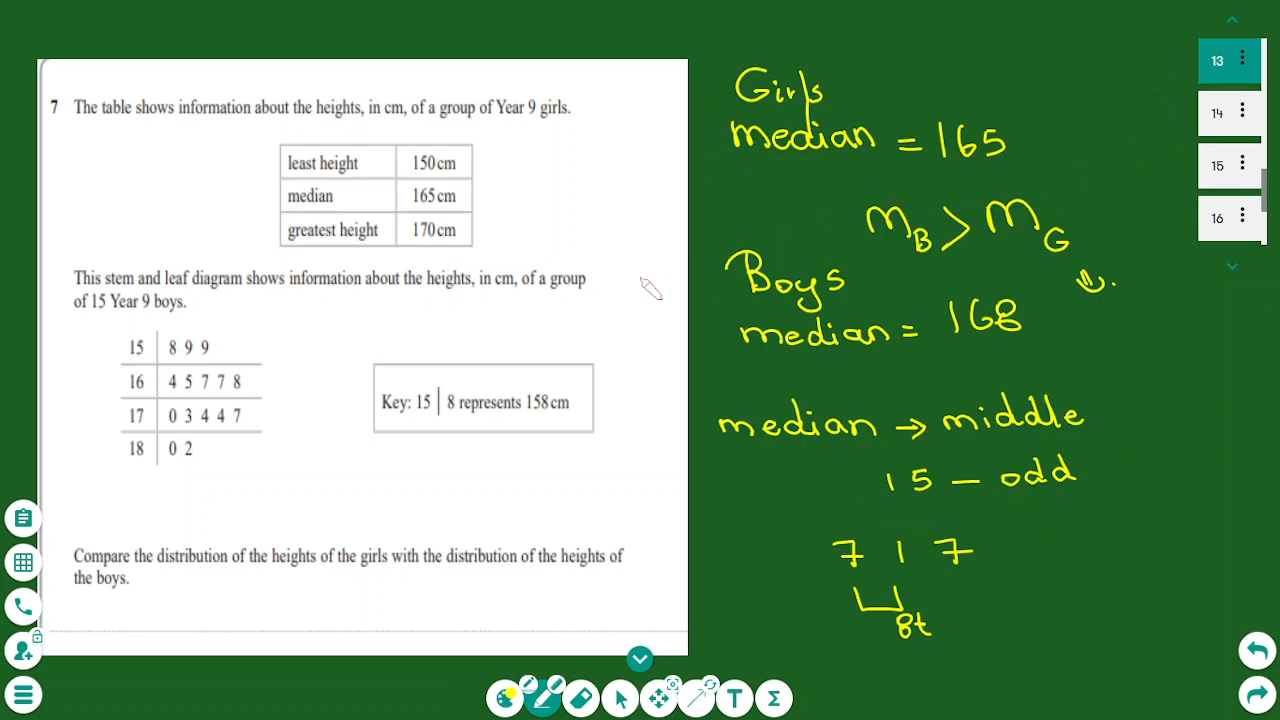 7 The table shows information about the heights, in cm, of a group of Year 9 girls.
least height 150 cm
median 165 cm
greatest height 170 cm
This stem and leaf diagram shows information about the heights, in cm, of a group
of 15 Year 9 boys.
15 | 8 9 9
16 | 4 5 7 7 8
17 | 0 3 4 4 7
18 | 0 2
Key: 15 | 8 represents 158 cm
Compare the distribution of the heights of the girls with the distribution of the heights of
the boys.
Girls
median = 165
m_B > m_G
Boys
median = 168
median → middle
15 — odd
7 1 7
8t
13
14
15
16
T
Σ